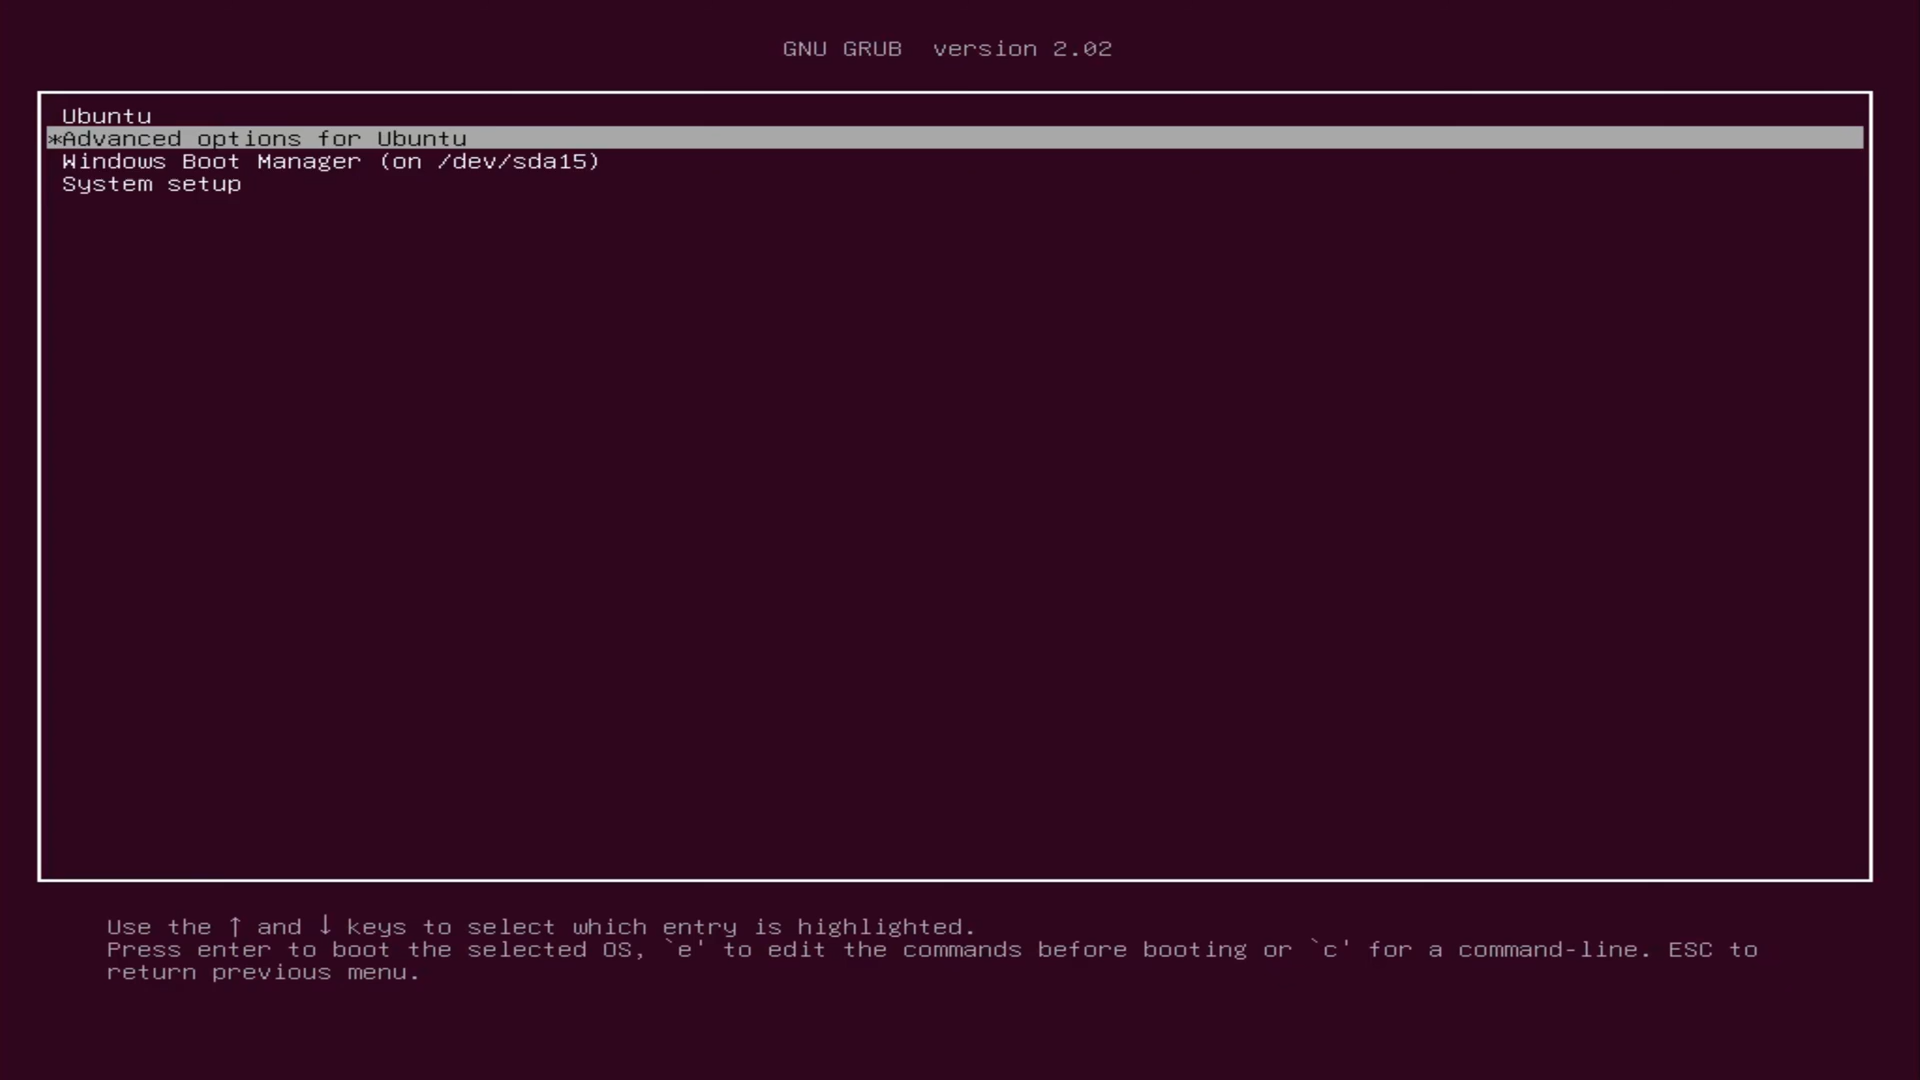 GNU GRUB  version 2.02
Ubuntu
*Advanced options for Ubuntu
Windows Boot Manager (on /dev/sda15)
System setup
Use the ↑ and ↓ keys to select which entry is highlighted.
Press enter to boot the selected OS, `e' to edit the commands before booting or `c' for a command-line. ESC to
return previous menu.